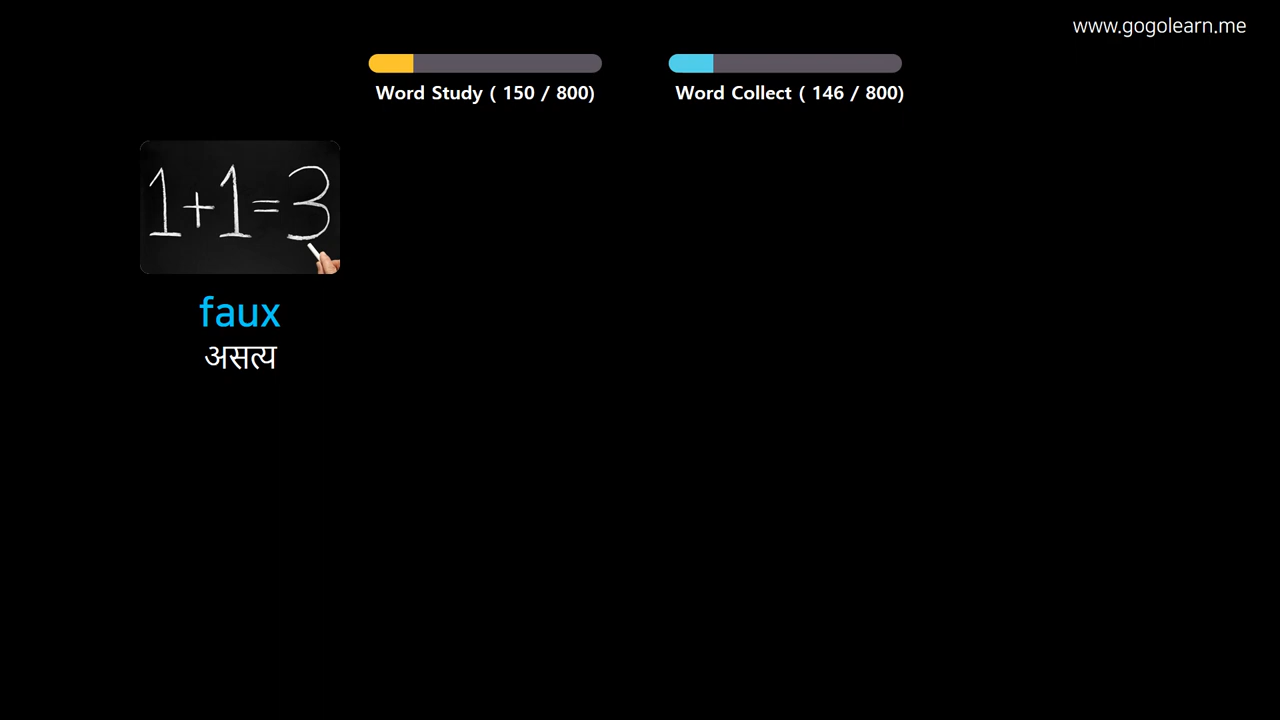 www.gogolearn.me
Word Study ( 150 / 800)
Word Collect ( 146 / 800)
1+1=3
faux
असत्य